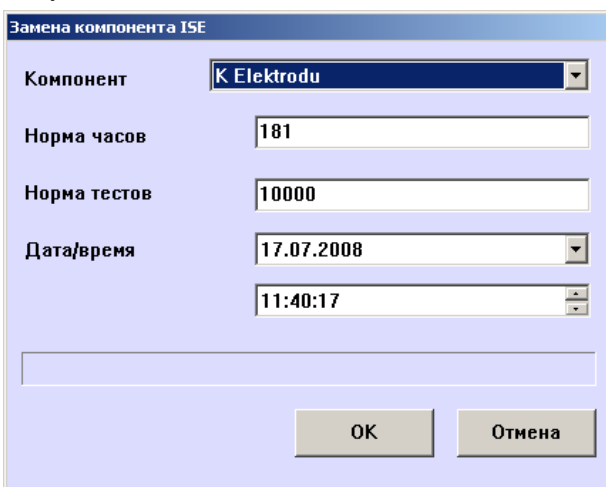 Замена компонента ISE
Компонент K Elektrodu
Норма часов 181
Норма тестов 10000
Дата/время 17.07.2008
11:40:17
OK Отмена